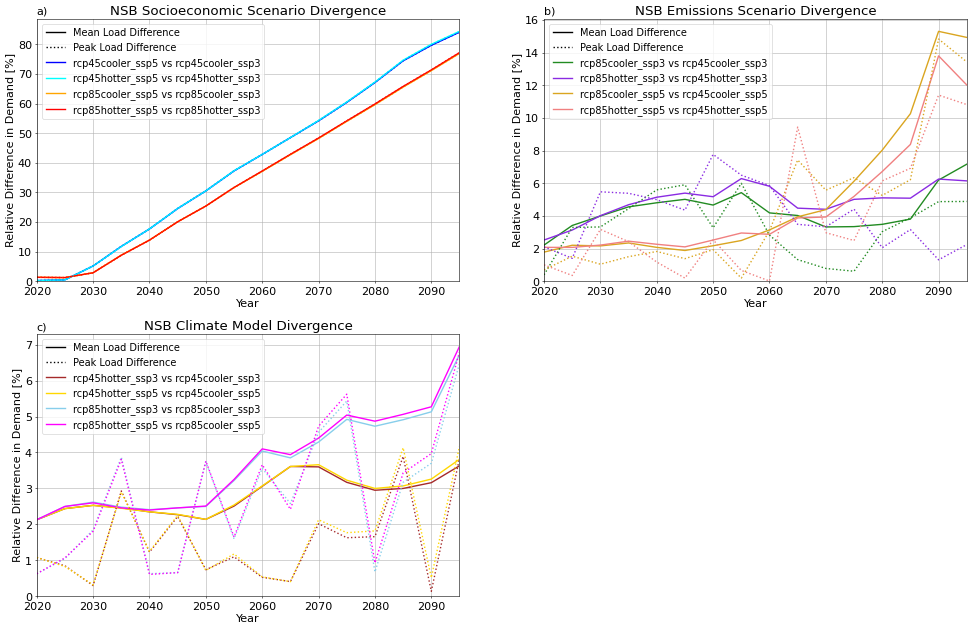 a)
NSB Socioeconomic Scenario Divergence
Relative Difference in Demand [%]
80
70
60
50
40
30
20
10
0
Mean Load Difference
Peak Load Difference
rcp45cooler_ssp5 vs rcp45cooler_ssp3
rcp45hotter_ssp5 vs rcp45hotter_ssp3
rcp85cooler_ssp5 vs rcp85cooler_ssp3
rcp85hotter_ssp5 vs rcp85hotter_ssp3
2020 2030 2040 2050 2060 2070 2080 2090
Year
b)
NSB Emissions Scenario Divergence
Relative Difference in Demand [%]
16
14
12
10
8
6
4
2
0
Mean Load Difference
Peak Load Difference
rcp85cooler_ssp3 vs rcp45cooler_ssp3
rcp85hotter_ssp3 vs rcp45hotter_ssp3
rcp85cooler_ssp5 vs rcp45cooler_ssp5
rcp85hotter_ssp5 vs rcp45hotter_ssp5
2020 2030 2040 2050 2060 2070 2080 2090
Year
c)
NSB Climate Model Divergence
Relative Difference in Demand [%]
7
6
5
4
3
2
1
0
Mean Load Difference
Peak Load Difference
rcp45hotter_ssp3 vs rcp45cooler_ssp3
rcp45hotter_ssp5 vs rcp45cooler_ssp5
rcp85hotter_ssp3 vs rcp85cooler_ssp3
rcp85hotter_ssp5 vs rcp85cooler_ssp5
2020 2030 2040 2050 2060 2070 2080 2090
Year